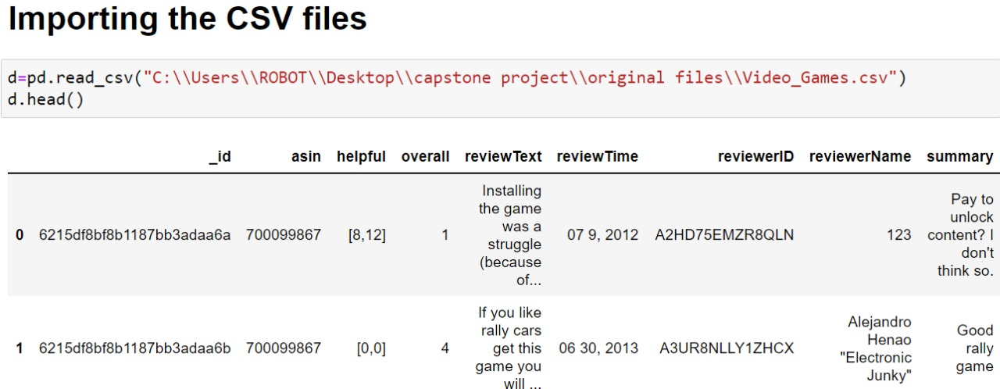 Importing the CSV files
d=pd.read_csv("C:\\Users\\ROBOT\\Desktop\\capstone project\\original files\\Video_Games.csv")
d.head()
_id asin helpful overall reviewText reviewTime reviewerID reviewerName summary
0 6215df8bf8b1187bb3adaa6a 700099867 [8,12] 1 Installing the game was a struggle (because of... 07 9, 2012 A2HD75EMZR8QLN 123 Pay to unlock content? I don't think so.
1 6215df8bf8b1187bb3adaa6b 700099867 [0,0] 4 If you like rally cars get this game you will ... 06 30, 2013 A3UR8NLLY1ZHCX Alejandro Henao "Electronic Junky" Good rally game